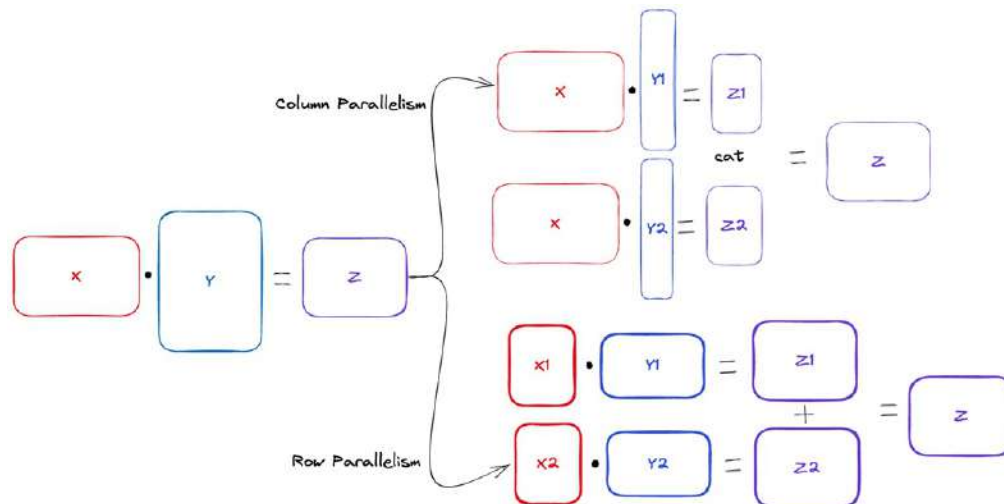 X • Y = Z
Column Parallelism
X • Y1 = Z1
cat = Z
X • Y2 = Z2
Row Parallelism
X1 • Y1 = Z1
+ = Z
X2 • Y2 = Z2